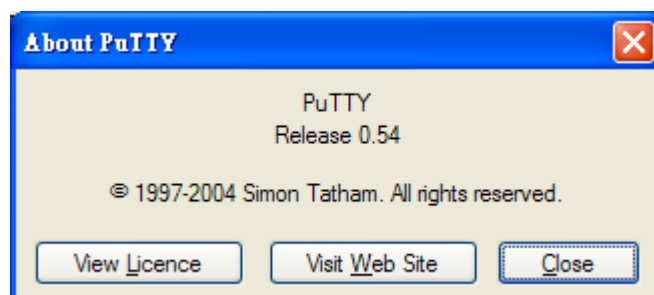 About PuTTY
PuTTY
Release 0.54
© 1997-2004 Simon Tatham. All rights reserved.
View Licence Visit Web Site Close